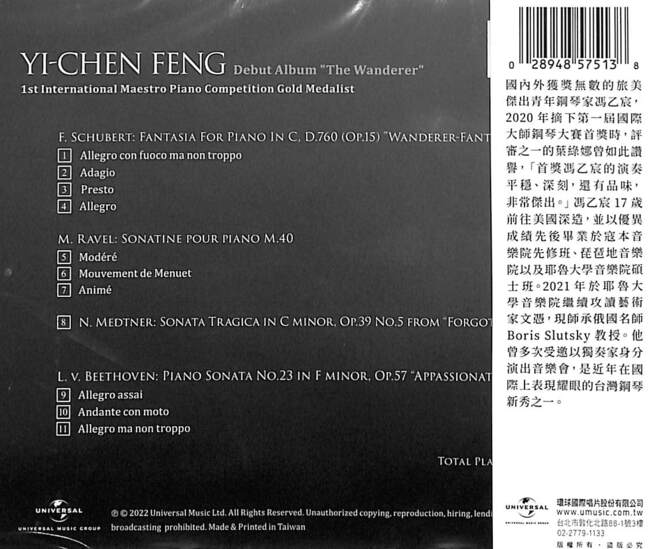 YI-CHEN FENG Debut Album "The Wanderer"
1st International Maestro Piano Competition Gold Medalist
F. SCHUBERT: FANTASIA FOR PIANO IN C, D.760 (OP.15) "WANDERER-FANT
1 Allegro con fuoco ma non troppo
2 Adagio
3 Presto
4 Allegro
M. RAVEL: SONATINE POUR PIANO M.40
5 Modéré
6 Mouvement de Menuet
7 Animé
8 N. MEDTNER: SONATA TRAGICA IN C MINOR, OP.39 NO.5 FROM "FORGOT
L. V. BEETHOVEN: PIANO SONATA NO.23 IN F MINOR, OP.57 "APPASSIONAT
9 Allegro assai
10 Andante con moto
11 Allegro ma non troppo
TOTAL PLA
UNIVERSAL
UNIVERSAL MUSIC GROUP
℗ © 2022 Universal Music Ltd. All Rights Reserved. Unauthorized copying, reproduction, hiring, lendi
broadcasting prohibited. Made & Printed in Taiwan
0 28948 57513 8
國內外獲獎無數的旅美
傑出青年鋼琴家馮乙宸，
2020 年摘下第一屆國際
大師鋼琴大賽首獎時，評
審之一的葉綠娜曾如此讚
譽，「首獎馮乙宸的演奏
平穩、深刻，還有品味，
非常傑出。」馮乙宸 17 歲
前往美國深造，並以優異
成績先後畢業於寇本音
樂院先修班、琵琶地音樂
院以及耶魯大學音樂院碩
士班。2021 年於耶魯大
學音樂院繼續攻讀藝術
家文憑，現師承俄國名師
Boris Slutsky 教授。他
曾多次受邀以獨奏家身分
演出音樂會，是近年在國
際上表現耀眼的台灣鋼琴
新秀之一。
UNIVERSAL
UNIVERSAL MUSIC GROUP
環球國際唱片股份有限公司
www.umusic.com.tw
台北市敦化北路88-1號3樓
02-2779-1133
版權所有．盜版必究